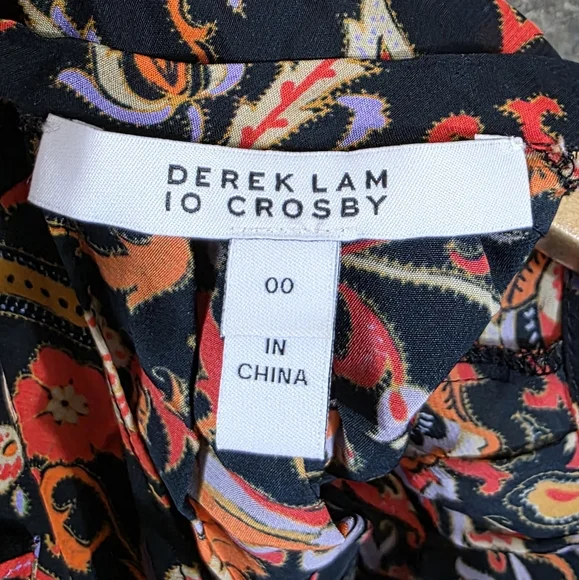 DEREK LAM
10 CROSBY
00
IN
CHINA